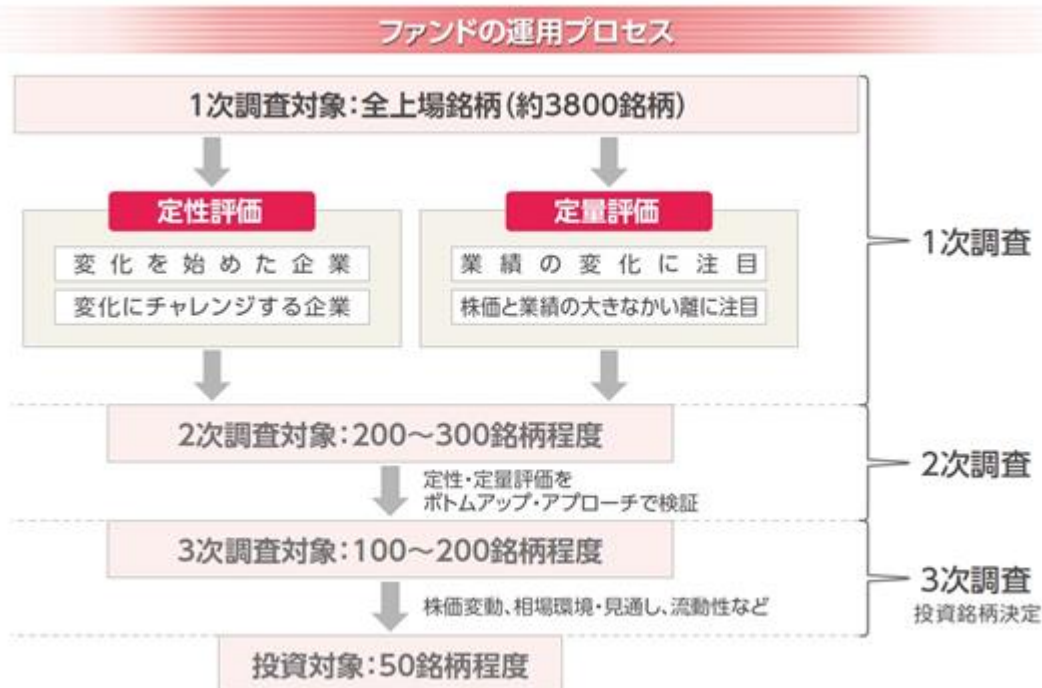 ファンドの運用プロセス
1次調査対象：全上場銘柄（約3800銘柄）
定性評価
変化を始めた企業
変化にチャレンジする企業
定量評価
業績の変化に注目
株価と業績の大きなかい離に注目
1次調査
2次調査対象：200〜300銘柄程度
定性・定量評価を
ボトムアップ・アプローチで検証
2次調査
3次調査対象：100〜200銘柄程度
株価変動、相場環境・見通し、流動性など
3次調査
投資銘柄決定
投資対象：50銘柄程度